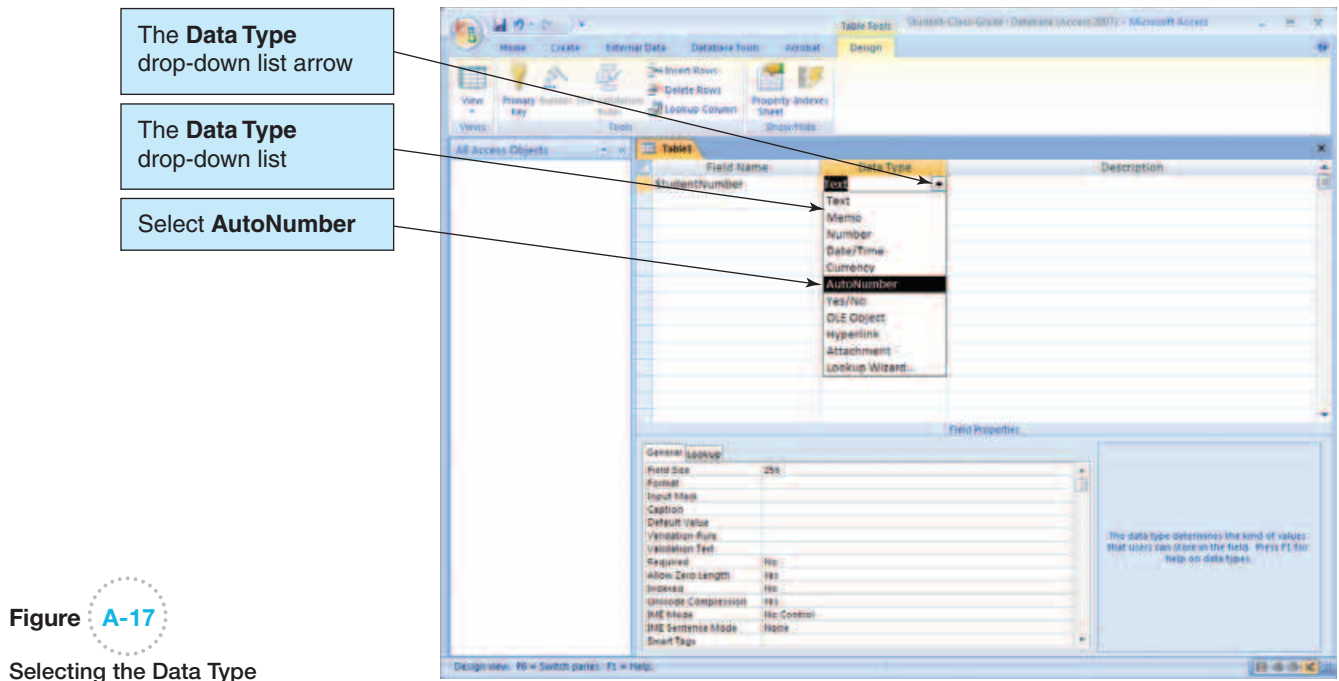 The Data Type
drop-down list arrow
The Data Type
drop-down list
Select AutoNumber
Table Tools
Student-Class-Grade : Database (Access 2007) - Microsoft Access
Home Create External Data Database Tools Acrobat Design
View
Primary Key
Insert Rows
Delete Rows
Lookup Column
Property Sheet
Indexes
Views
Tools
Show/Hide
All Access Objects
Table1
Field Name Data Type Description
StudentNumber Text
Text
Memo
Number
Date/Time
Currency
AutoNumber
Yes/No
OLE Object
Hyperlink
Attachment
Lookup Wizard...
Field Properties
General Lookup
Field Size 255
Format
Input Mask
Caption
Default Value
Validation Rule
Validation Text
Required No
Allow Zero Length Yes
Indexed No
Unicode Compression Yes
IME Mode No Control
IME Sentence Mode None
Smart Tags
The data type determines the kind of values
that users can store in the field. Press F1 for
help on data types.
Design view. F6 = Switch panes. F1 = Help.
Figure A-17
Selecting the Data Type